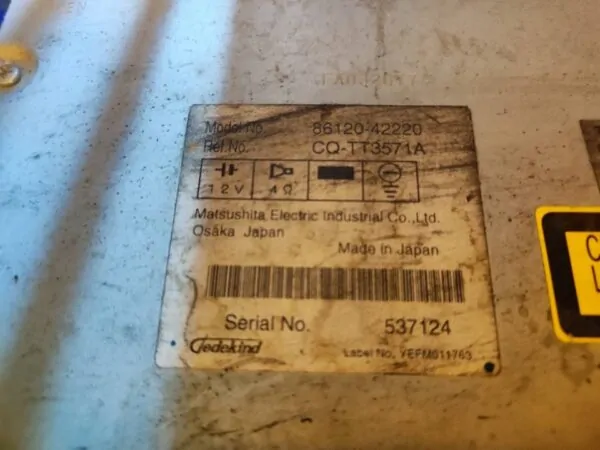 Model No. 86120-42220
Ref.No. CQ-TT3571A
12V 4Ω
Matsushita Electric Industrial Co.,Ltd.
Osaka Japan
Made in Japan
Serial No. 537124
Gedekind Label No. YEFM011763
C
L